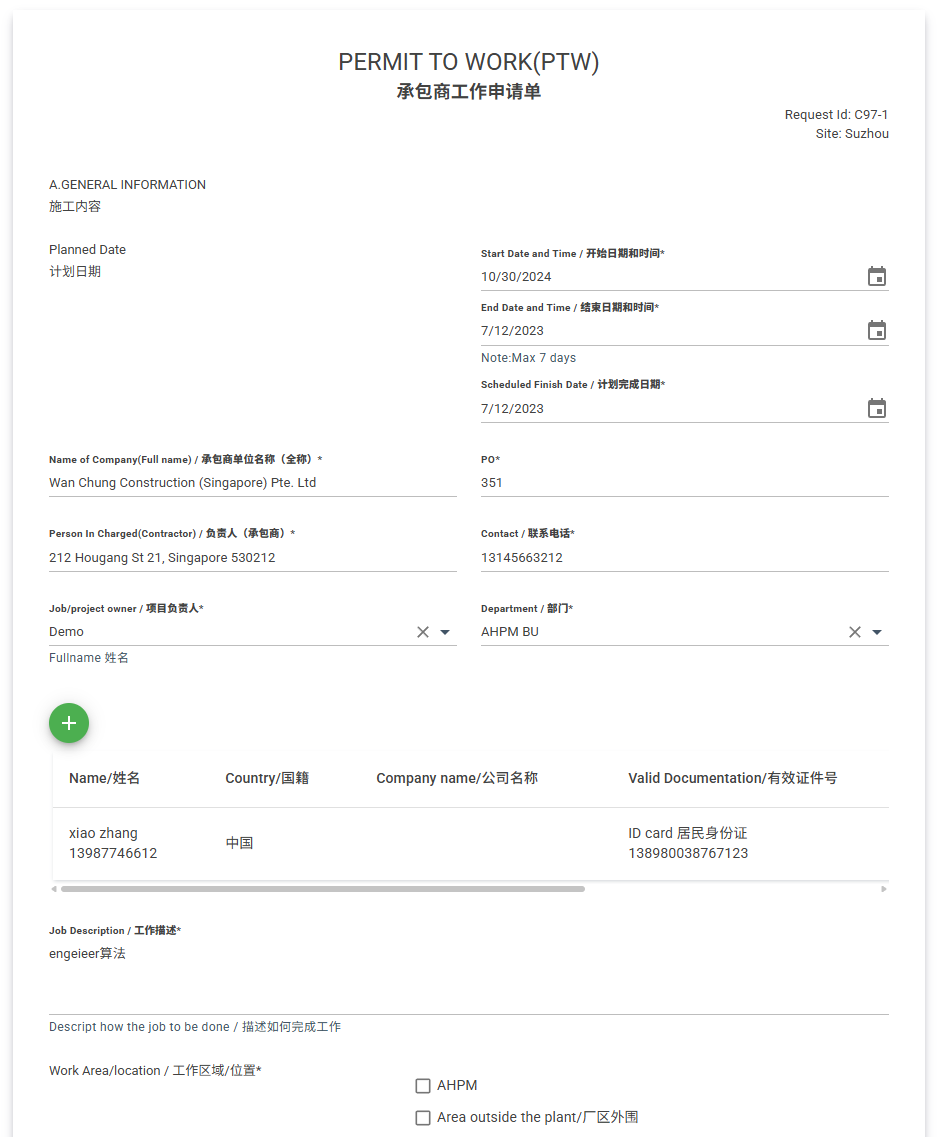 PERMIT TO WORK(PTW)
承包商工作申请单
Request Id: C97-1
Site: Suzhou
A.GENERAL INFORMATION
施工内容
Planned Date
计划日期
Start Date and Time / 开始日期和时间*
10/30/2024
End Date and Time / 结束日期和时间*
7/12/2023
Note:Max 7 days
Scheduled Finish Date / 计划完成日期*
7/12/2023
Name of Company(Full name) / 承包商单位名称（全称）*
Wan Chung Construction (Singapore) Pte. Ltd
PO*
351
Person In Charged(Contractor) / 负责人（承包商）*
212 Hougang St 21, Singapore 530212
Contact / 联系电话*
13145663212
Job/project owner / 项目负责人*
Demo
Fullname 姓名
Department / 部门*
AHPM BU
Name/姓名 Country/国籍 Company name/公司名称 Valid Documentation/有效证件号
xiao zhang
13987746612
中国
ID card 居民身份证
138980038767123
Job Description / 工作描述*
engeieer算法
Descript how the job to be done / 描述如何完成工作
Work Area/location / 工作区域/位置*
AHPM
Area outside the plant/厂区外围